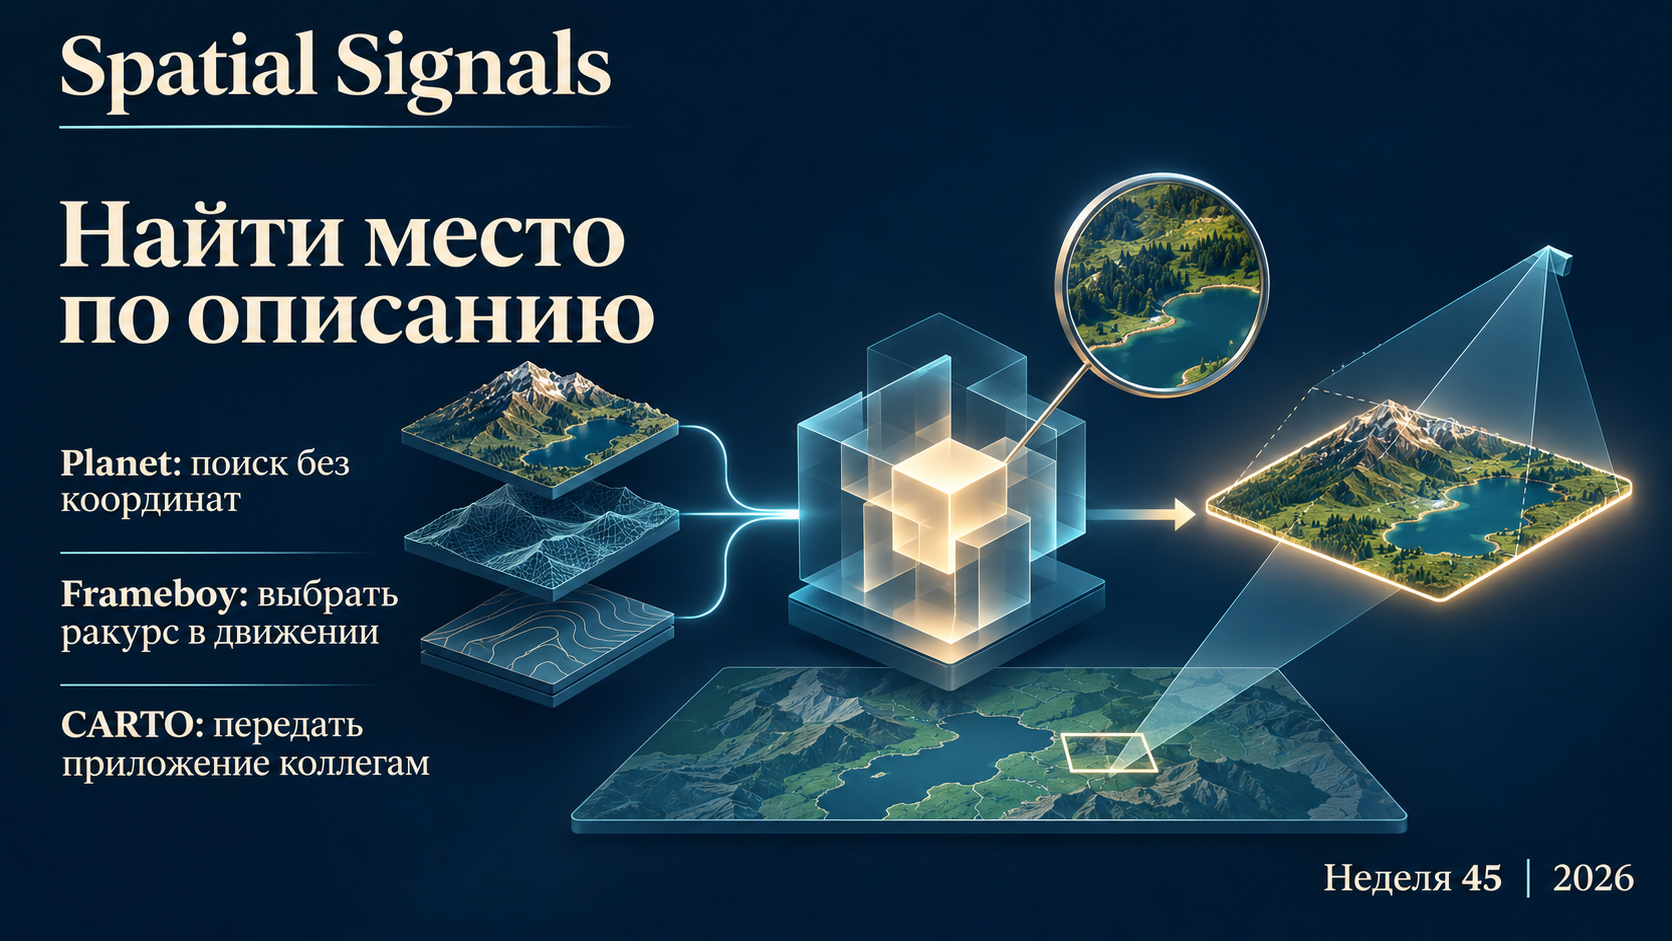 Spatial Signals
Найти место
по описанию
Planet: поиск без
координат
Frameboy: выбрать
ракурс в движении
CARTO: передать
приложение коллегам
Неделя 45 | 2026